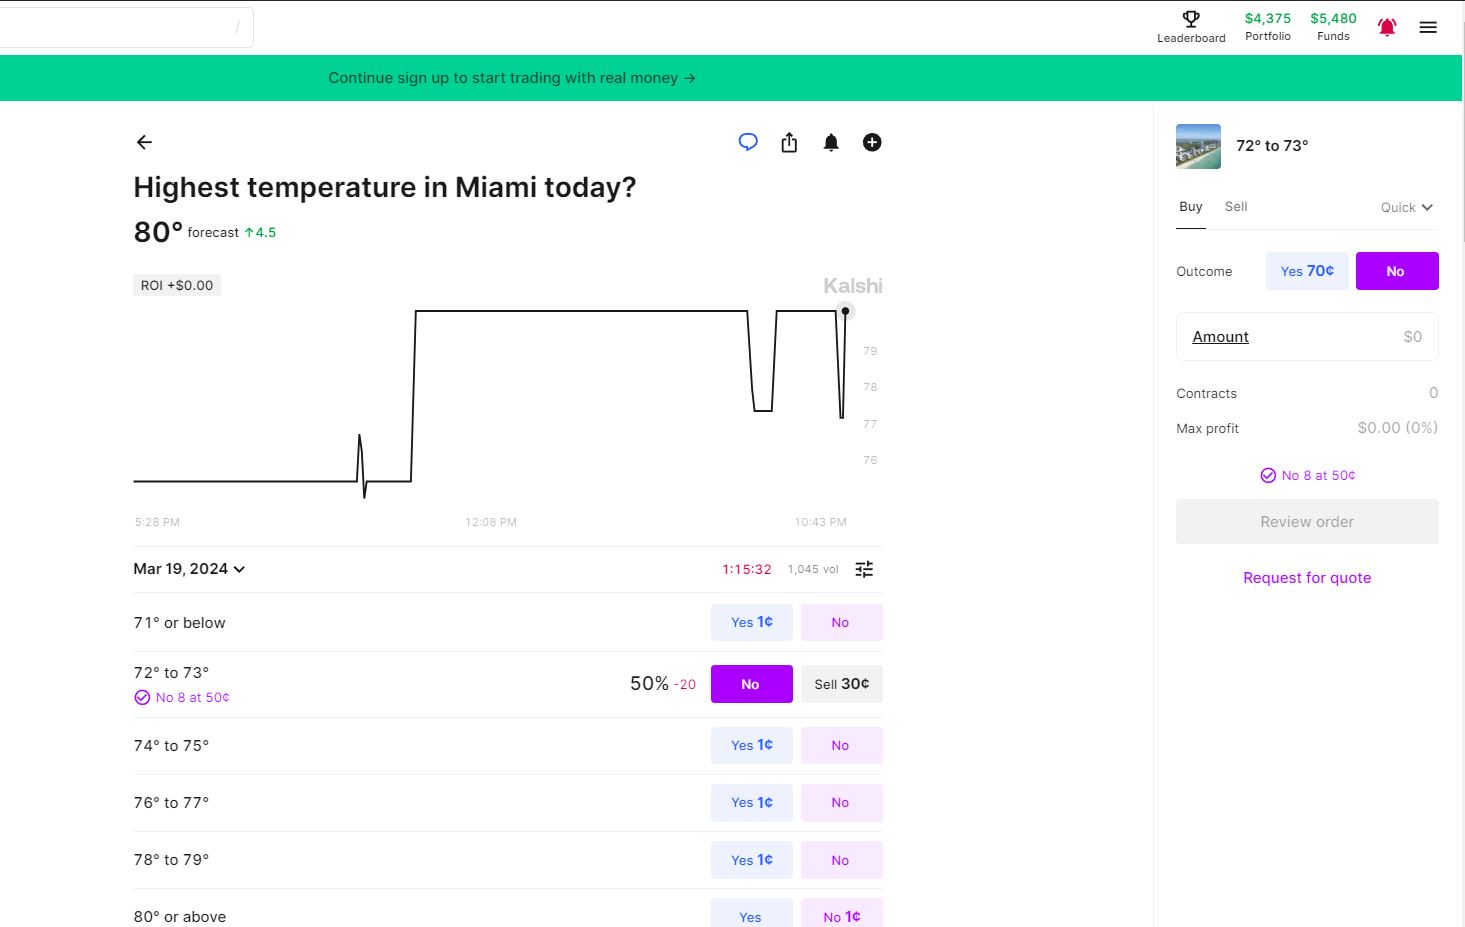 /
Leaderboard
$4,375
Portfolio
$5,480
Funds
Continue sign up to start trading with real money →
Highest temperature in Miami today?
80° forecast ↑4.5
ROI +$0.00
Kalshi
79
78
77
76
5:28 PM
12:08 PM
10:43 PM
Mar 19, 2024
1:15:32
1,045 vol
71° or below
Yes 1¢
No
72° to 73°
No 8 at 50¢
50% -20
No
Sell 30¢
74° to 75°
Yes 1¢
No
76° to 77°
Yes 1¢
No
78° to 79°
Yes 1¢
No
80° or above
Yes
No 1¢
72° to 73°
Buy
Sell
Quick
Outcome
Yes 70¢
No
Amount
$0
Contracts
0
Max profit
$0.00 (0%)
No 8 at 50¢
Review order
Request for quote